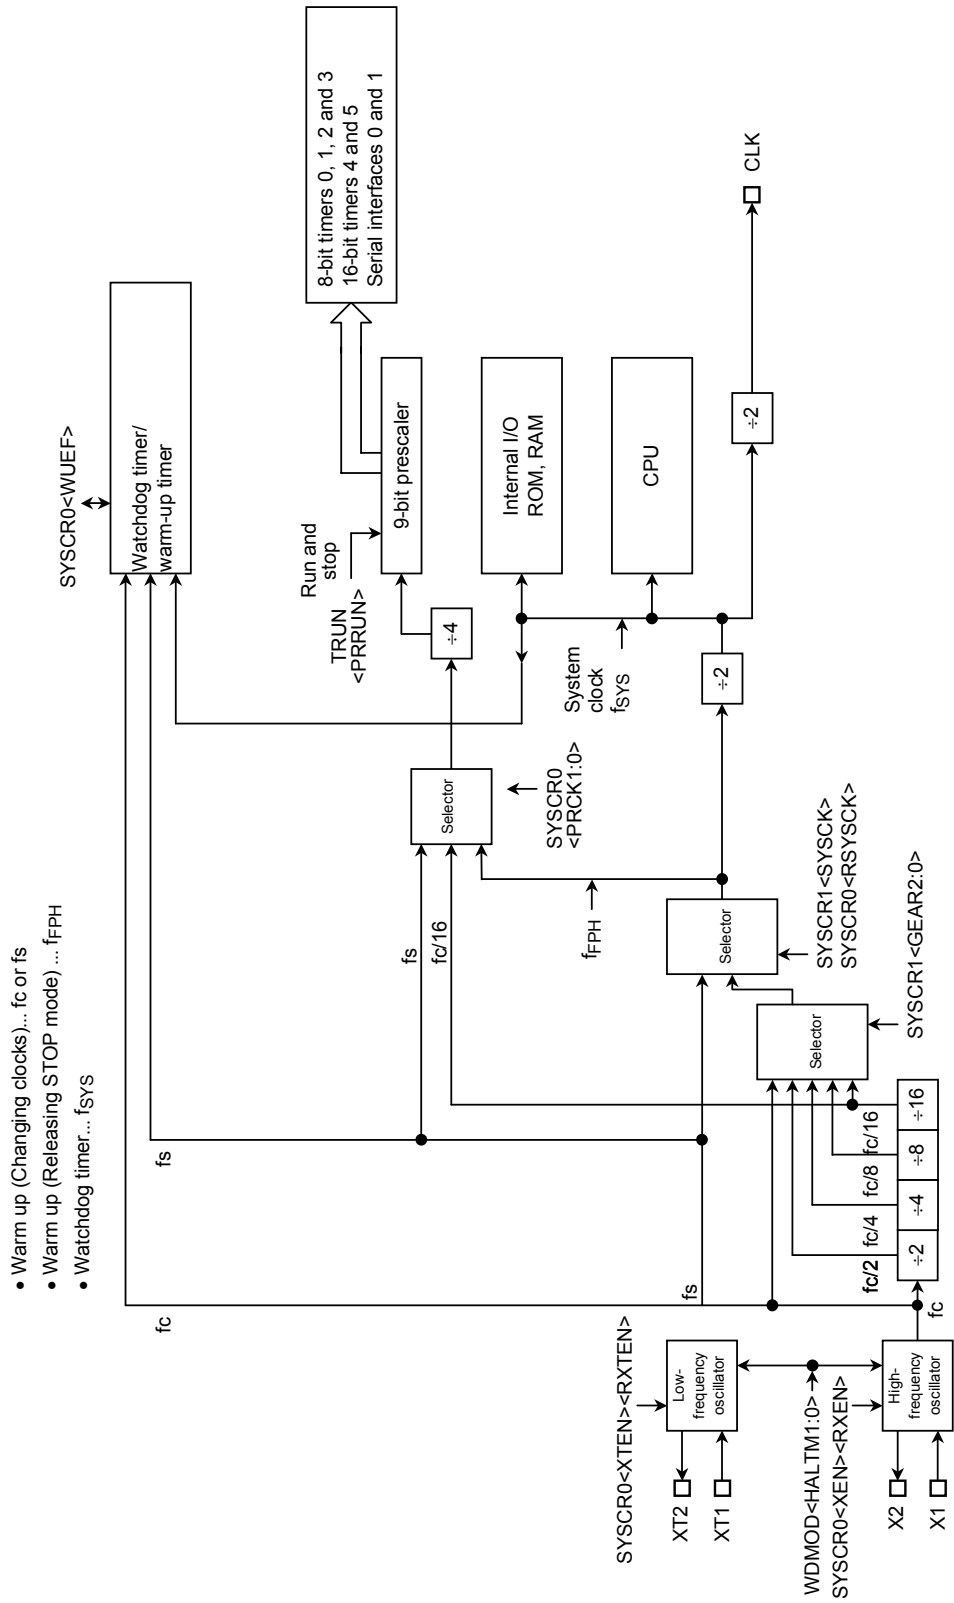 • Warm up (Changing clocks)... fc or fs
• Warm up (Releasing STOP mode) ... fFPH
• Watchdog timer... fSYS
SYSCR0<WUEF>
Watchdog timer/
warm-up timer
fc
fs
8-bit timers 0, 1, 2 and 3
16-bit timers 4 and 5
Serial interfaces 0 and 1
Run and
stop
TRUN
<PRRUN>
9-bit prescaler
÷4
Selector
fs
fc/16
SYSCR0
<PRCK1:0>
Internal I/O
ROM, RAM
System
clock
fSYS
CPU
fFPH
÷2
÷2
CLK
SYSCR0<XTEN><RXTEN>
XT2
XT1
Low-
frequency
oscillator
fs
Selector
SYSCR1<SYSCK>
SYSCR0<RSYSCK>
Selector
SYSCR1<GEAR2:0>
WDMOD<HALTM1:0>
SYSCR0<XEN><RXEN>
X2
X1
High-
frequency
oscillator
fc
fc/2
fc/4
fc/8
fc/16
÷2
÷4
÷8
÷16